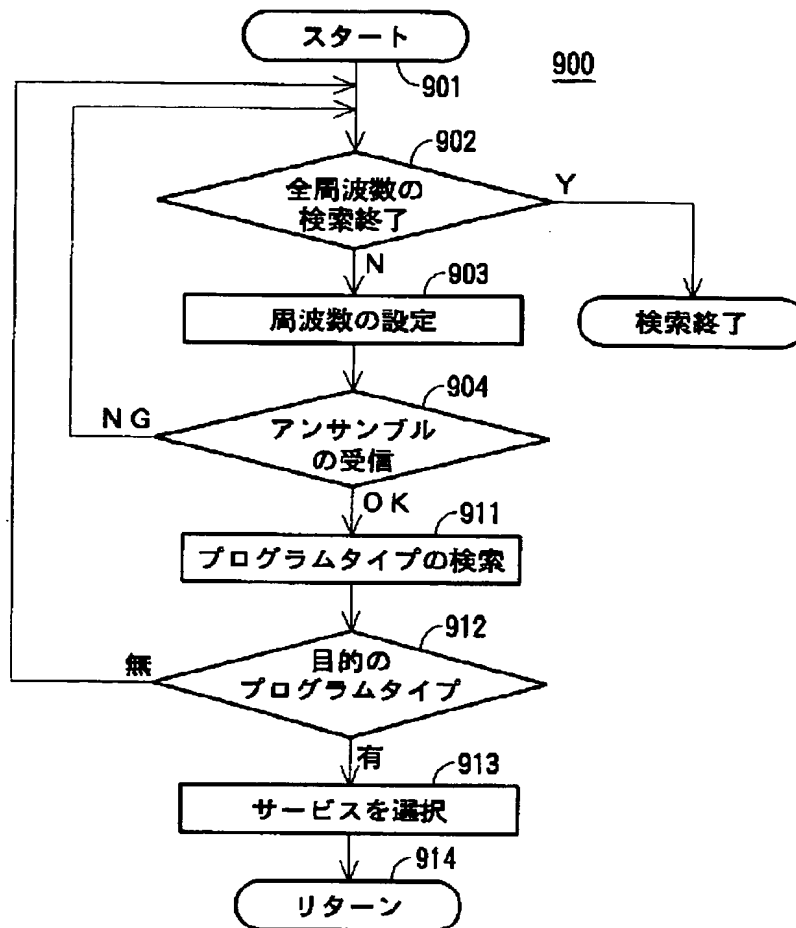 スタート
901
900
902
全周波数の
検索終了
Y
N
903
周波数の設定
検索終了
904
NG
アンサンブル
の受信
OK
911
プログラムタイプの検索
912
無
目的の
プログラムタイプ
有
913
サービスを選択
914
リターン